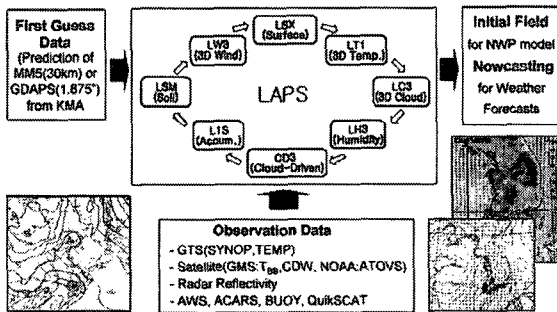 First Guess
Data
(Prediction of
MM5(30km) or
GDAPS(1.875°)
from KMA
LSX
(Surface)
LT1
(3D Temp.)
LC3
(3D Cloud)
LH3
(Humidity)
CD3
(Cloud-Driven)
L1S
(Accum.)
LSM
(Soil)
LW3
(3D Wind)
LAPS
Initial Field
for NWP model
Nowcasting
for Weather
Forecasts
Observation Data
- GTS(SYNOP,TEMP)
- Satellite(GMS:TBB,CDW, NOAA:ATOVS)
- Radar Reflectivity
- AWS, ACARS, BUOY, QuikSCAT